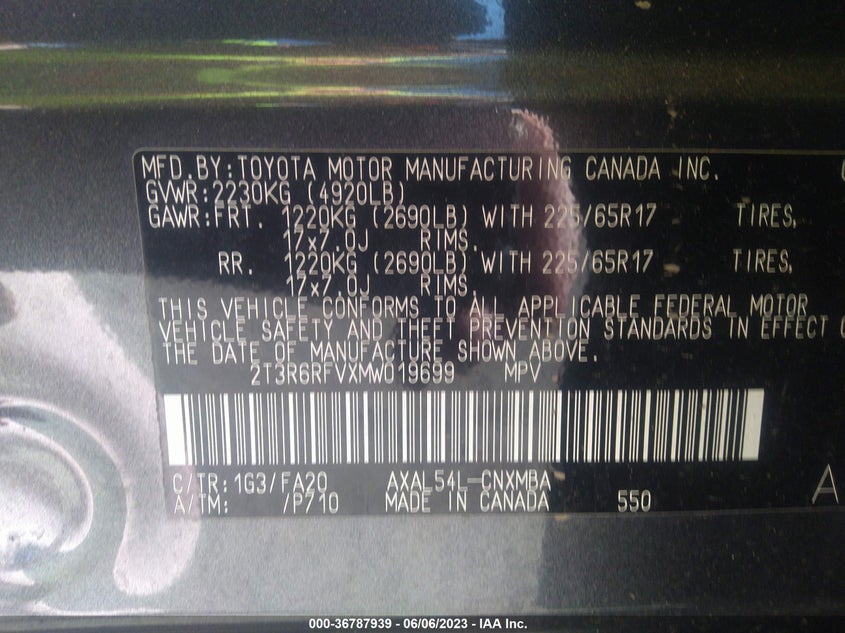 MFD.BY:TOYOTA MOTOR MANUFACTURING CANADA INC.
GVWR:2230KG (4920LB)
GAWR:FRT. 1220KG (2690LB) WITH 225/65R17 TIRES,
17x7.0J RIMS.
RR. 1220KG (2690LB) WITH 225/65R17 TIRES,
17x7.0J RIMS.
THIS VEHICLE CONFORMS TO ALL APPLICABLE FEDERAL MOTOR
VEHICLE SAFETY AND THEFT PREVENTION STANDARDS IN EFFECT
THE DATE OF MANUFACTURE SHOWN ABOVE.
2T3R6RFVXMW019699 MPV
C/TR:1G3/FA20 AXAL54L-CNXMBA
A/TM: /P710 MADE IN CANADA 550
A
000-36787939 - 06/06/2023 - IAA Inc.